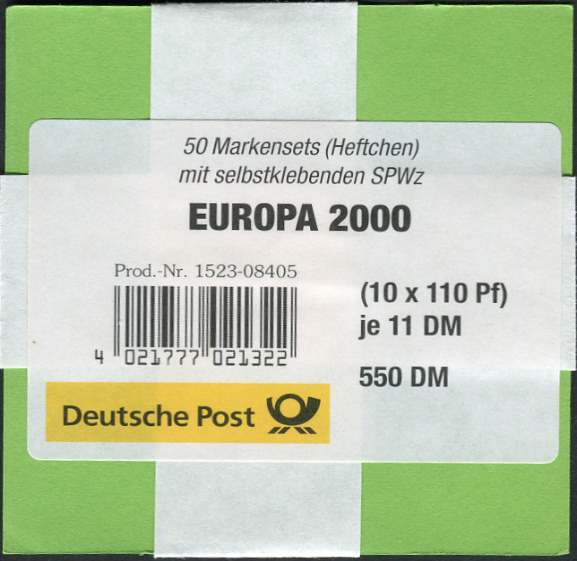 50 Markensets (Heftchen)
mit selbstklebenden SPWz
EUROPA 2000
Prod.-Nr. 1523-08405
4 021777 021322
(10 x 110 Pf)
je 11 DM
550 DM
Deutsche Post